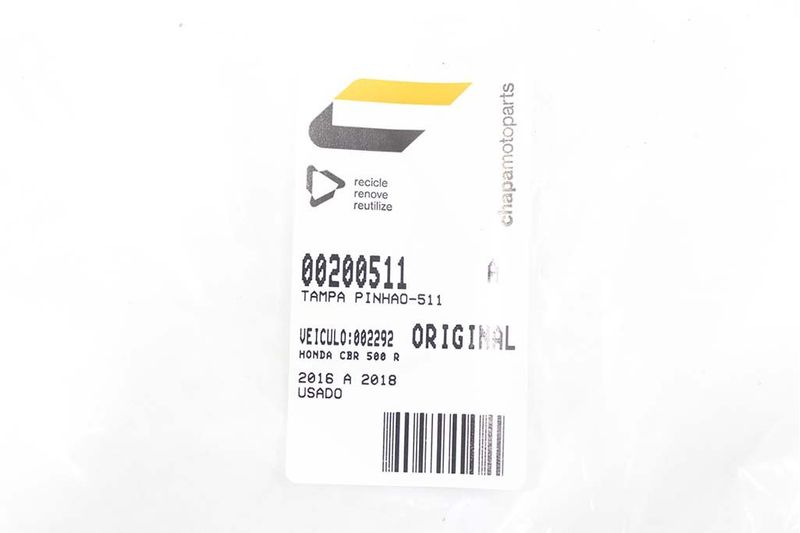 chapamotoparts
recicle
renove
reutilize
00200511 A
TAMPA PINHAO-511
VEICULO:002292 ORIGINAL
HONDA CBR 500 R
2016 A 2018
USADO